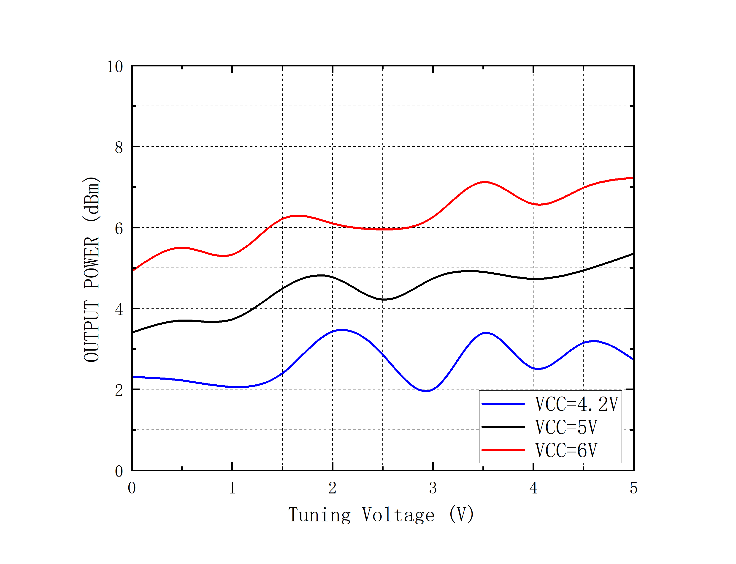 10
8
6
4
2
0
OUTPUT POWER (dBm)
VCC=4.2V
VCC=5V
VCC=6V
0 1 2 3 4 5
Tuning Voltage (V)